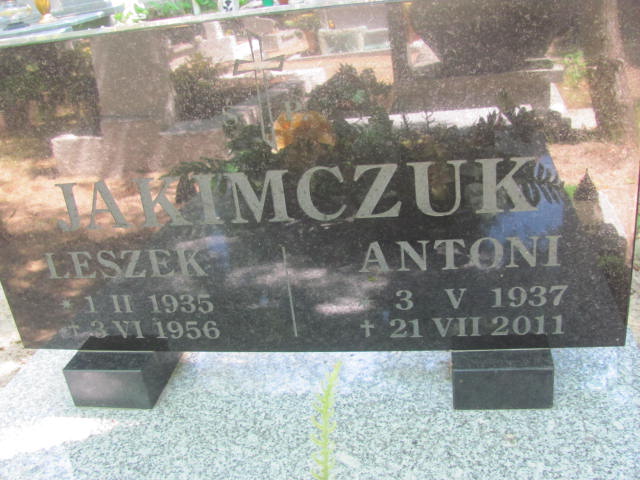 Ś P
JAKIMCZUK
LESZEK ANTONI
* 1 II 1935 3 V 1937
† 3 VI 1956 † 21 VII 2011